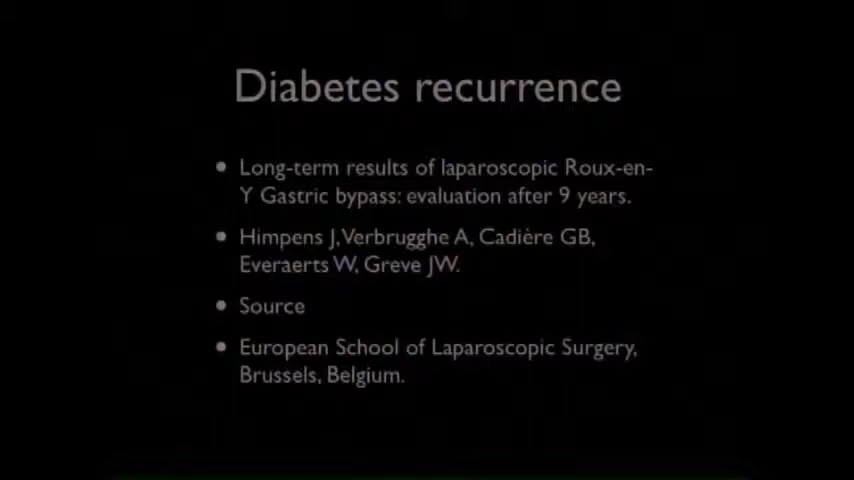 Diabetes recurrence
• Long-term results of laparoscopic Roux-en-
Y Gastric bypass: evaluation after 9 years.
• Himpens J, Verbrugghe A, Cadière GB,
Everaerts W, Greve JW.
• Source
• European School of Laparoscopic Surgery,
Brussels, Belgium.